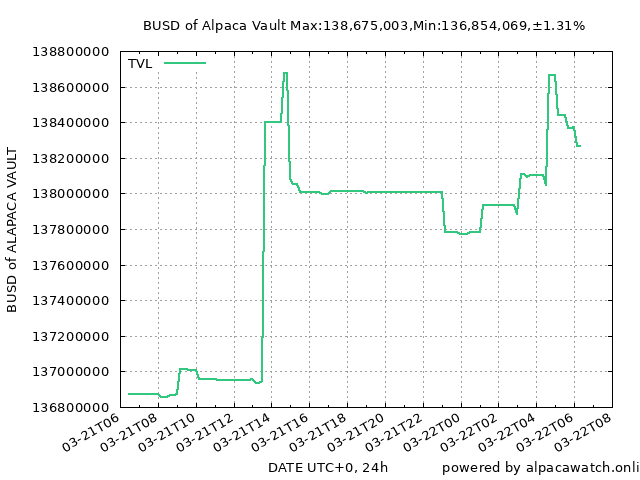 BUSD of Alpaca Vault Max:138,675,003,Min:136,854,069,±1.31%
138800000
138600000
138400000
138200000
138000000
137800000
137600000
137400000
137200000
137000000
136800000
TVL
BUSD of ALAPACA VAULT
03-21T06
03-21T08
03-21T10
03-21T12
03-21T14
03-21T16
03-21T18
03-21T20
03-21T22
03-22T00
03-22T02
03-22T04
03-22T06
03-22T08
DATE UTC+0, 24h
powered by alpacawatch.onli